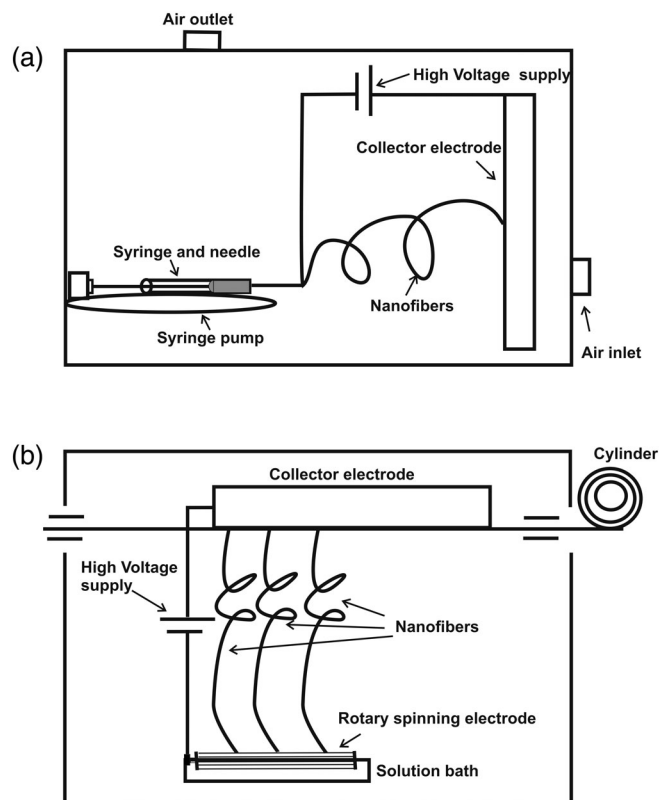 Air outlet
(a)
High Voltage supply
Collector electrode
Syringe and needle
Nanofibers
Syringe pump
Air inlet
(b)
Cylinder
Collector electrode
High Voltage
supply
Nanofibers
Rotary spinning electrode
Solution bath